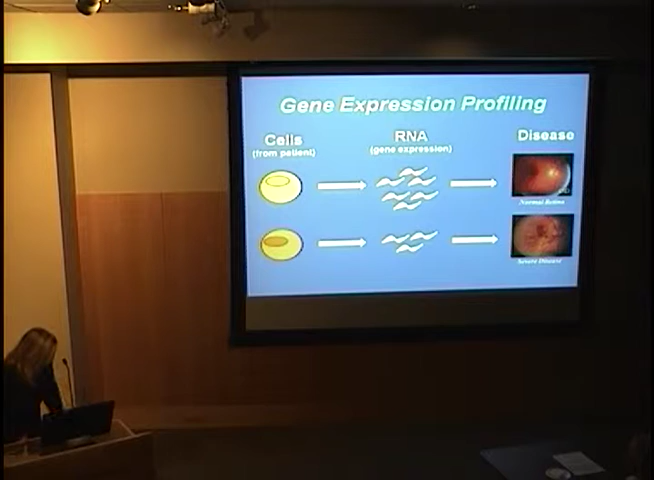 Gene Expression Profiling
Cells
(from patient)
RNA
(gene expression)
Disease
Normal Retina
Severe Disease